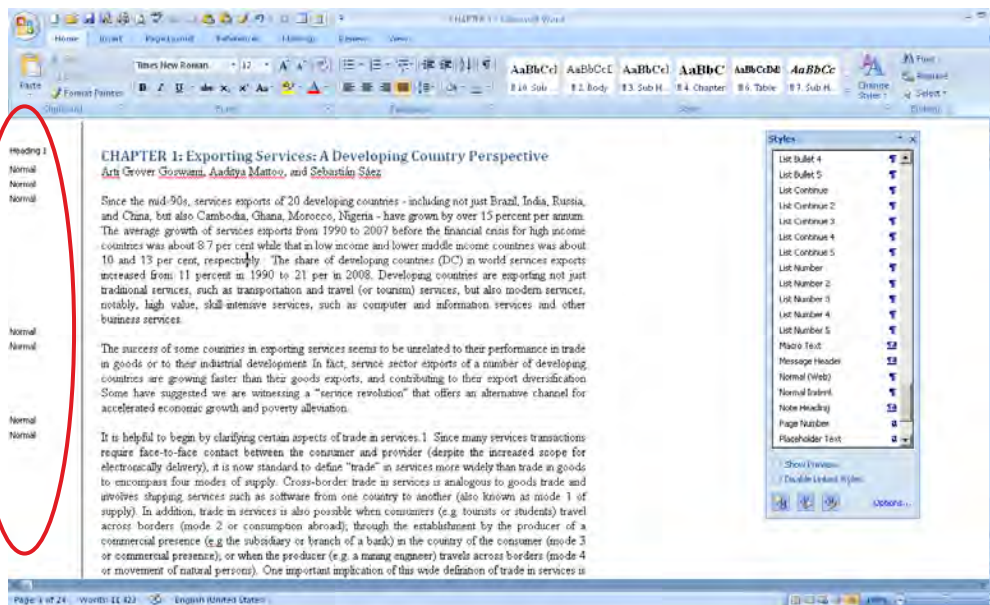 CHAPTER 1 - Microsoft Word
Home Insert Page Layout References Mailings Review View
Paste
Format Painter
Times New Roman 12
AaBbCcI AaBbCcI AaBbCcI AaBbC AaBbCcDd AaBbCc
# 2. Body # 3. Sub H... # 4. Chapter # 6. Table # 7. Sub H...
Change Styles
Select
Heading 1
Normal
Normal
Normal
Normal
Normal
Normal
Normal
CHAPTER 1: Exporting Services: A Developing Country Perspective
Arti Grover Goswami, Aaditya Mattoo, and Sebastián Sáez
Since the mid-90s, services exports of 20 developing countries - including not just Brazil, India, Russia,
and China, but also Cambodia, Ghana, Morocco, Nigeria - have grown by over 15 percent per annum.
The average growth of services exports from 1990 to 2007 before the financial crisis for high income
countries was about 8.7 per cent while that in low income and lower middle income countries was about
10 and 13 per cent, respectively. The share of developing countries (DC) in world services exports
increased from 11 percent in 1990 to 21 per in 2008. Developing countries are exporting not just
traditional services, such as transportation and travel (or tourism) services, but also modern services,
notably, high value, skill-intensive services, such as computer and information services and other
business services.
The success of some countries in exporting services seems to be unrelated to their performance in trade
in goods or to their industrial development. In fact, service sector exports of a number of developing
countries are growing faster than their goods exports, and contributing to their export diversification
Some have suggested we are witnessing a "service revolution" that offers an alternative channel for
accelerated economic growth and poverty alleviation.
It is helpful to begin by clarifying certain aspects of trade in services.1 Since many services transactions
require face-to-face contact between the consumer and provider (despite the increased scope for
electronically delivery), it is now standard to define "trade" in services more widely than trade in goods
to encompass four modes of supply. Cross-border trade in services is analogous to goods trade and
involves shipping services such as software from one country to another (also known as mode 1 of
supply). In addition, trade in services is also possible when consumers (e.g. tourists or students) travel
across borders (mode 2 or consumption abroad); through the establishment by the producer of a
commercial presence (e.g the subsidiary or branch of a bank) in the country of the consumer (mode 3
or commercial presence); or when the producer (e.g. a mining engineer) travels across borders (mode 4
or movement of natural persons). One important implication of this wide definition of trade in services is
Styles
List Bullet 4
List Bullet 5
List Continue
List Continue 2
List Continue 3
List Continue 4
List Continue 5
List Number
List Number 2
List Number 3
List Number 4
List Number 5
Macro Text
Message Header
Normal (Web)
Normal Indent
Note Heading
Page Number
Placeholder Text
Show Preview
Disable Linked Styles
Options...
Page: 1 of 24 Words: 11,423 English (United States)